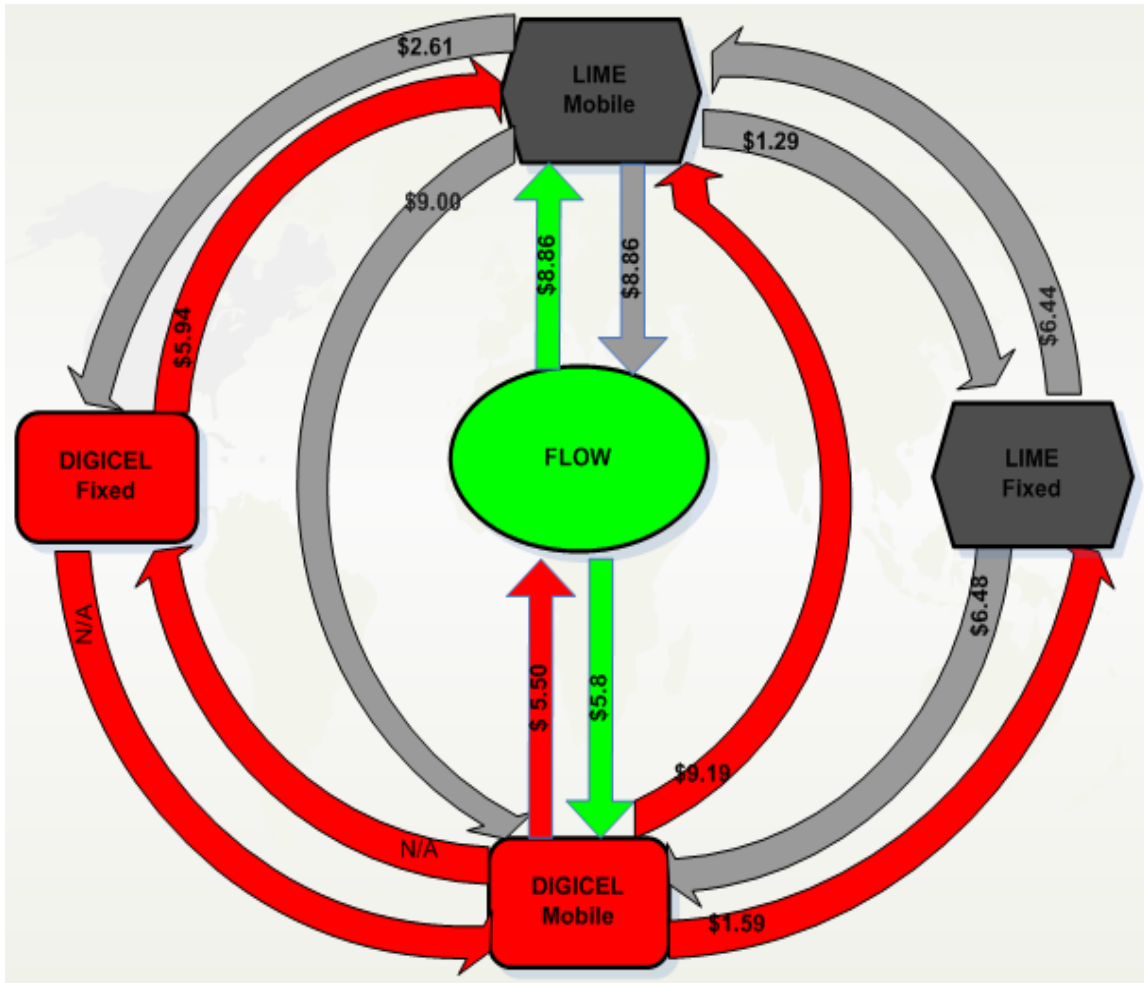 $2.61
LIME
Mobile
$1.29
$9.00
$8.86
$8.86
$6.44
$5.94
DIGICEL
Fixed
FLOW
LIME
Fixed
N/A
$6.48
$ 5.50
$5.8
$9.19
N/A
DIGICEL
Mobile
$1.59